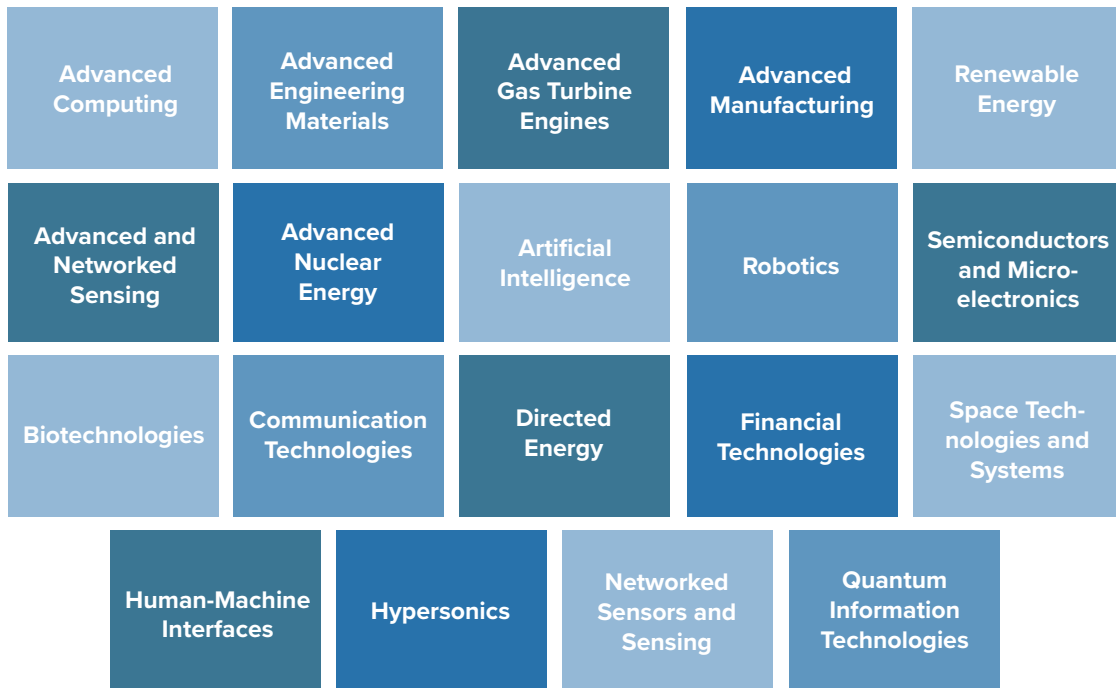 Advanced
Computing
Advanced
Engineering
Materials
Advanced
Gas Turbine
Engines
Advanced
Manufacturing
Renewable
Energy
Advanced and
Networked
Sensing
Advanced
Nuclear
Energy
Artificial
Intelligence
Robotics
Semiconductors
and Micro-
electronics
Biotechnologies
Communication
Technologies
Directed
Energy
Financial
Technologies
Space Tech-
nologies and
Systems
Human-Machine
Interfaces
Hypersonics
Networked
Sensors and
Sensing
Quantum
Information
Technologies